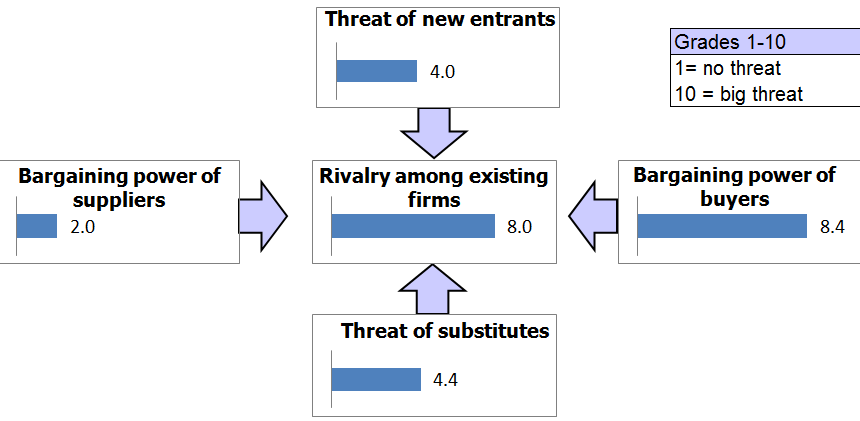 Threat of new entrants
4.0
Grades 1-10
1= no threat
10 = big threat
Bargaining power of
suppliers
2.0
Rivalry among existing
firms
8.0
Bargaining power of
buyers
8.4
Threat of substitutes
4.4